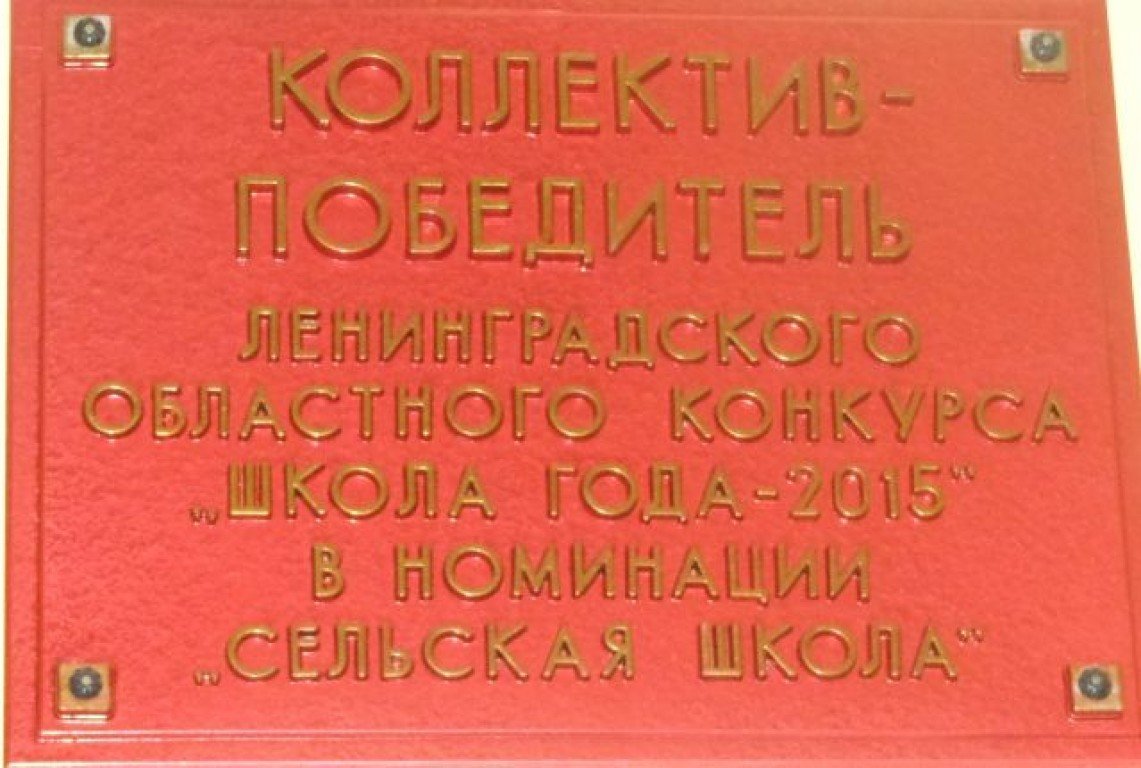 КОЛЛЕКТИВ-
ПОБЕДИТЕЛЬ
ЛЕНИНГРАДСКОГО
ОБЛАСТНОГО КОНКУРСА
„ШКОЛА ГОДА-2015“
В НОМИНАЦИИ
„СЕЛЬСКАЯ ШКОЛА“